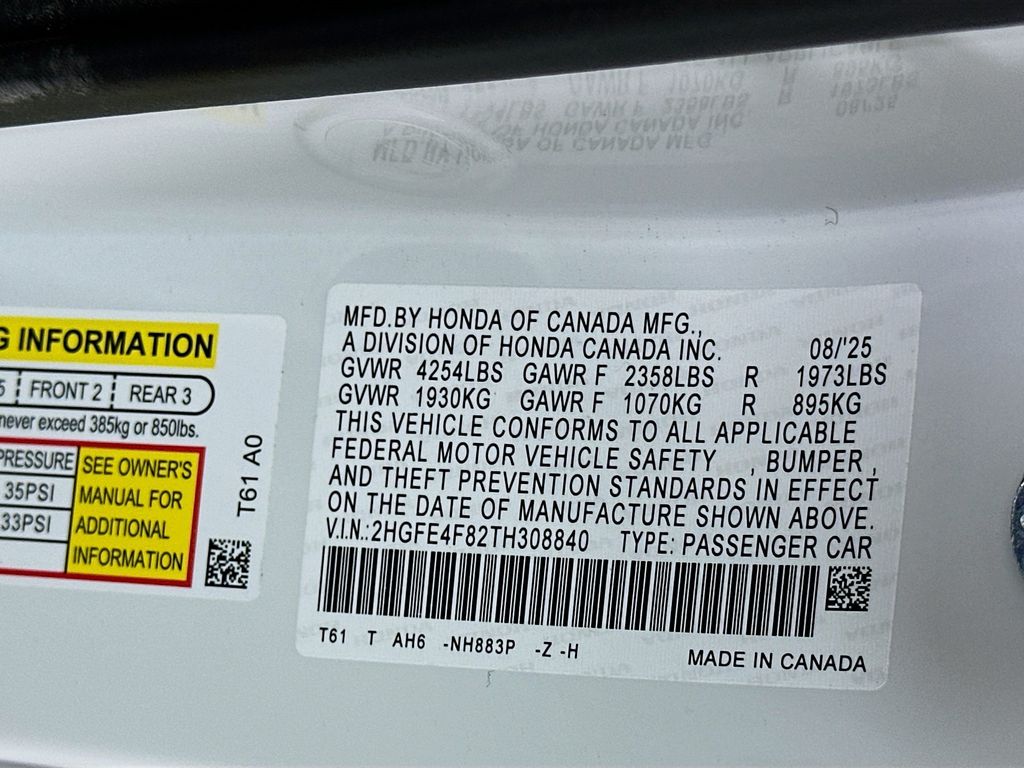 G INFORMATION
5 FRONT 2 REAR 3
never exceed 385kg or 850lbs.
PRESSURE
35PSI
33PSI
SEE OWNER'S
MANUAL FOR
ADDITIONAL
INFORMATION
T61 A0
MFD.BY HONDA OF CANADA MFG.,
A DIVISION OF HONDA CANADA INC. 08/'25
GVWR 4254LBS GAWR F 2358LBS R 1973LBS
GVWR 1930KG GAWR F 1070KG R 895KG
THIS VEHICLE CONFORMS TO ALL APPLICABLE
FEDERAL MOTOR VEHICLE SAFETY , BUMPER ,
AND THEFT PREVENTION STANDARDS IN EFFECT
ON THE DATE OF MANUFACTURE SHOWN ABOVE.
V.I.N.:2HGFE4F82TH308840 TYPE: PASSENGER CAR
T61 T AH6 -NH883P -Z -H
MADE IN CANADA